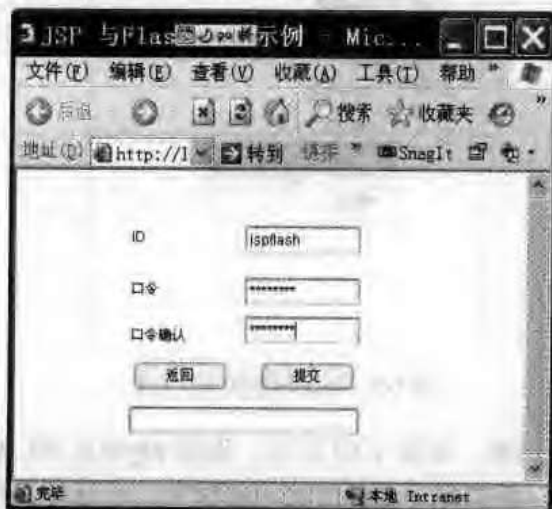 JSP 与Flas 示例 - Mic...
文件(F) 编辑(E) 查看(V) 收藏(A) 工具(T) 帮助 »
后退 搜索 收藏夹 »
地址(D) http://l 转到 链接 » SnagIt
ID jspflash
口令 ********
口令确认 ********
返回 提交
完毕 本地 Intranet